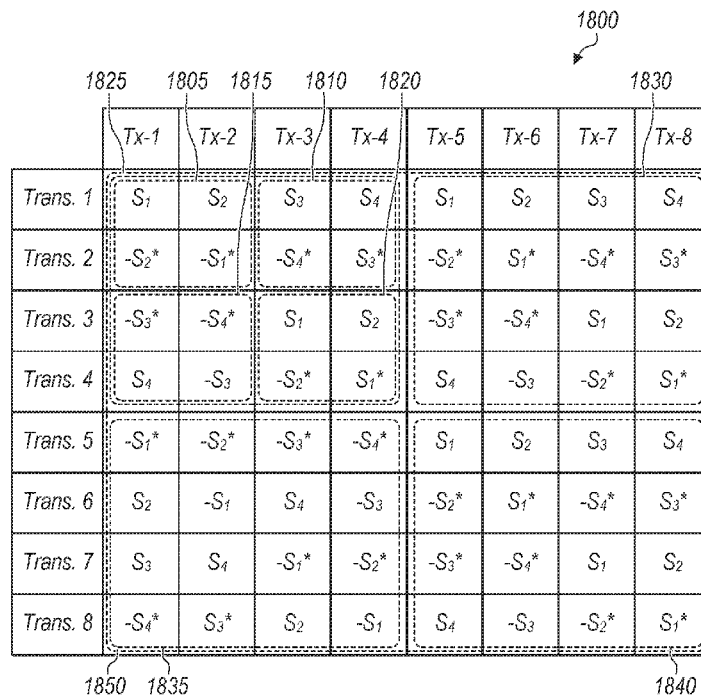 1800
1825 1805 1815 1810 1820 1830
Tx-1 Tx-2 Tx-3 Tx-4 Tx-5 Tx-6 Tx-7 Tx-8
Trans. 1 S₁ S₂ S₃ S₄ S₁ S₂ S₃ S₄
Trans. 2 -S₂* -S₁* -S₄* S₃* -S₂* S₁* -S₄* S₃*
Trans. 3 -S₃* -S₄* S₁ S₂ -S₃* -S₄* S₁ S₂
Trans. 4 S₄ -S₃ -S₂* S₁* S₄ -S₃ -S₂* S₁*
Trans. 5 -S₁* -S₂* -S₃* -S₄* S₁ S₂ S₃ S₄
Trans. 6 S₂ -S₁ S₄ -S₃ -S₂* S₁* -S₄* S₃*
Trans. 7 S₃ S₄ -S₁* -S₂* -S₃* -S₄* S₁ S₂
Trans. 8 -S₄* S₃* S₂ -S₁ S₄ -S₃ -S₂* S₁*
1850 1835 1840